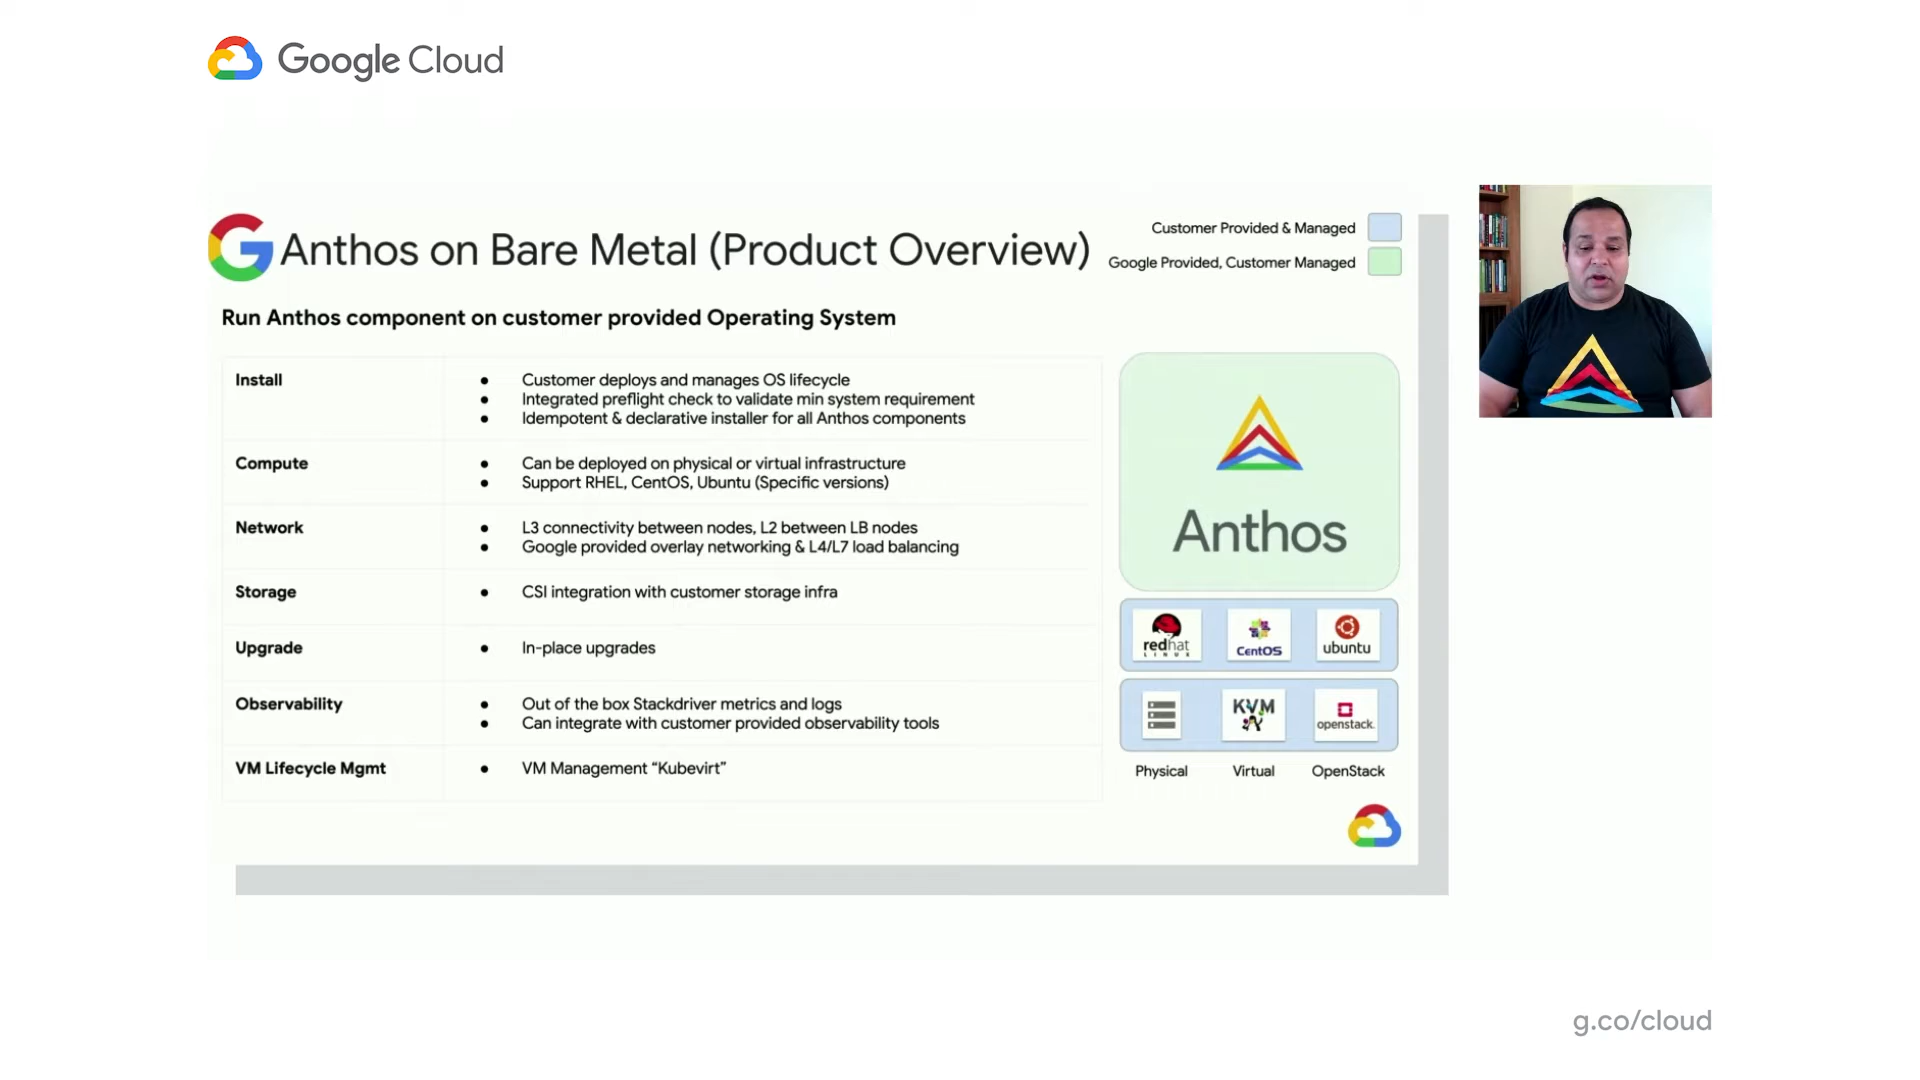 Google Cloud
Anthos on Bare Metal (Product Overview)
Customer Provided & Managed
Google Provided, Customer Managed
Run Anthos component on customer provided Operating System
Install
● Customer deploys and manages OS lifecycle
● Integrated preflight check to validate min system requirement
● Idempotent & declarative installer for all Anthos components
Compute
● Can be deployed on physical or virtual infrastructure
● Support RHEL, CentOS, Ubuntu (Specific versions)
Network
● L3 connectivity between nodes, L2 between LB nodes
● Google provided overlay networking & L4/L7 load balancing
Storage
● CSI integration with customer storage infra
Upgrade
● In-place upgrades
Observability
● Out of the box Stackdriver metrics and logs
● Can integrate with customer provided observability tools
VM Lifecycle Mgmt
● VM Management “Kubevirt”
Anthos
redhat
LINUX
CentOS
ubuntu
KVM
openstack.
Physical
Virtual
OpenStack
g.co/cloud